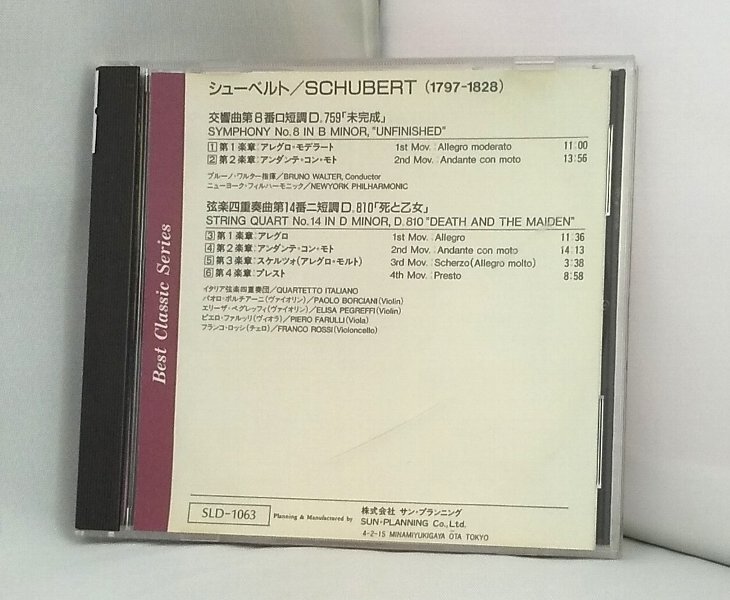 シューベルト/SCHUBERT (1797-1828)
交響曲第8番ロ短調D.759「未完成」
SYMPHONY No.8 IN B MINOR, "UNFINISHED"
1 第1楽章:アレグロ・モデラート 1st Mov.:Allegro moderato 11:00
2 第2楽章:アンダンテ・コン・モト 2nd Mov.:Andante con moto 13:56
ブルーノ・ワルター指揮/BRUNO WALTER, Conductor
ニューヨーク・フィルハーモニック/NEWYORK PHILHARMONIC
弦楽四重奏曲第14番ニ短調D.810「死と乙女」
STRING QUART No.14 IN D MINOR, D.810 "DEATH AND THE MAIDEN"
3 第1楽章:アレグロ 1st Mov.:Allegro 11:36
4 第2楽章:アンダンテ・コン・モト 2nd Mov.:Andante con moto 14:13
5 第3楽章:スケルツォ(アレグロ・モルト) 3rd Mov.:Scherzo(Allegro molto) 3:38
6 第4楽章:プレスト 4th Mov.:Presto 8:58
イタリア弦楽四重奏団/QUARTETTO ITALIANO
パオロ・ボルチアーニ(ヴァイオリン)/PAOLO BORCIANI(Violin)
エリーザ・ペグレッフィ(ヴァイオリン)/ELISA PEGREFFI(Violin)
ピエロ・ファルッリ(ヴィオラ)/PIERO FARULLI(Viola)
フランコ・ロッシ(チェロ)/FRANCO ROSSI(Violoncello)
Best Classic Series
SLD-1063
Planning & Manufactured by
株式会社 サン・プランニング
SUN・PLANNING Co.,Ltd.
4-2-15 MINAMIYUKIGAYA ŌTA TOKYO